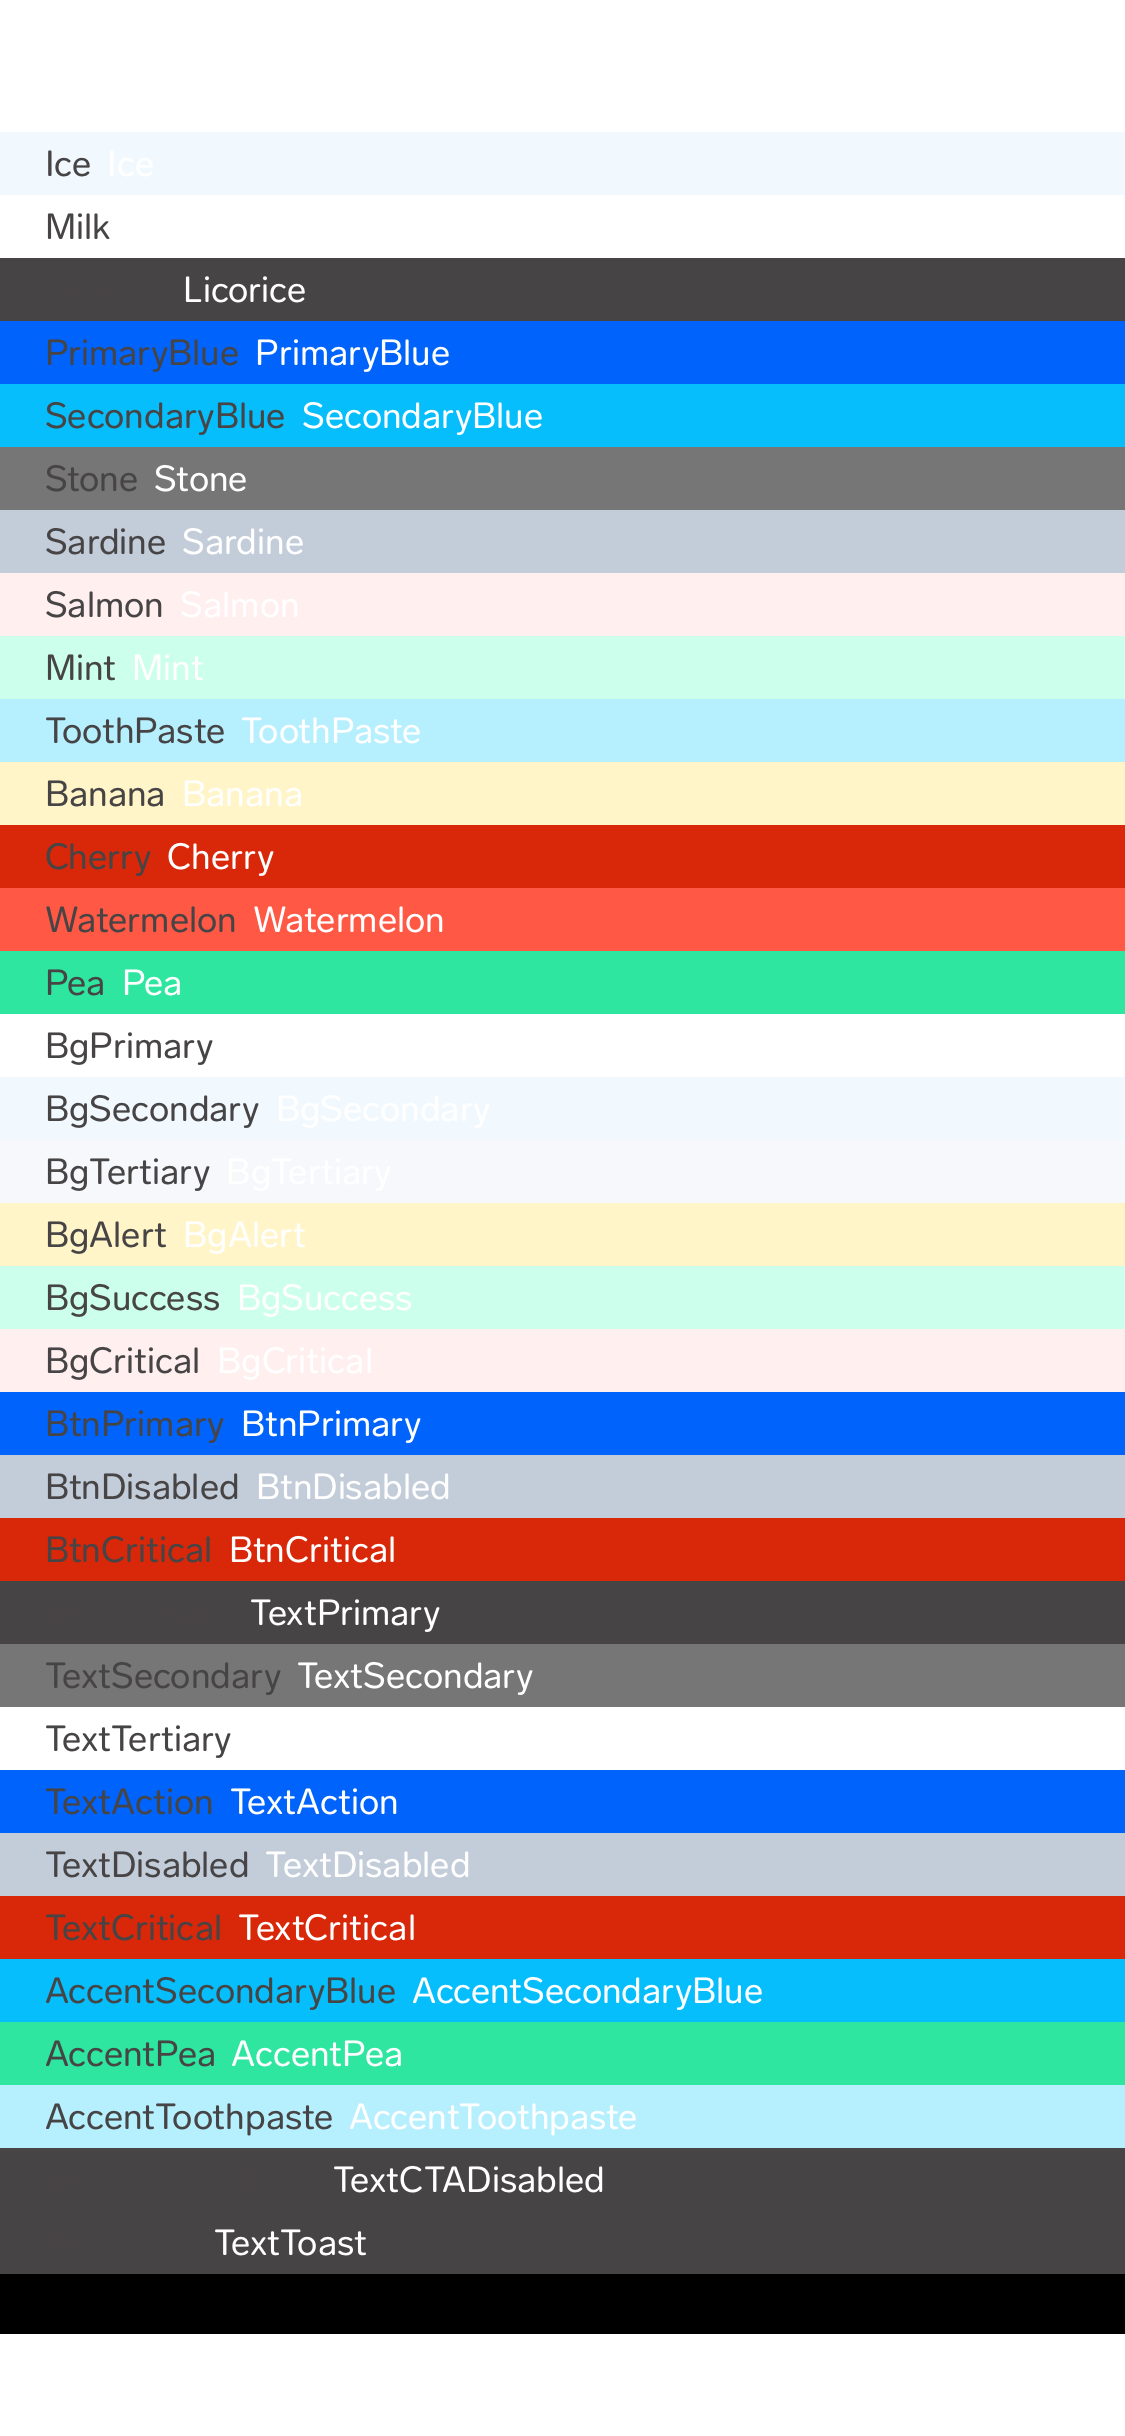 Ice Ice
Milk
Licorice
PrimaryBlue PrimaryBlue
SecondaryBlue SecondaryBlue
Stone Stone
Sardine Sardine
Salmon Salmon
Mint Mint
ToothPaste ToothPaste
Banana Banana
Cherry Cherry
Watermelon Watermelon
Pea Pea
BgPrimary
BgSecondary BgSecondary
BgTertiary BgTertiary
BgAlert BgAlert
BgSuccess BgSuccess
BgCritical BgCritical
BtnPrimary BtnPrimary
BtnDisabled BtnDisabled
BtnCritical BtnCritical
TextPrimary
TextSecondary TextSecondary
TextTertiary
TextAction TextAction
TextDisabled TextDisabled
TextCritical TextCritical
AccentSecondaryBlue AccentSecondaryBlue
AccentPea AccentPea
AccentToothpaste AccentToothpaste
TextCTADisabled
TextToast